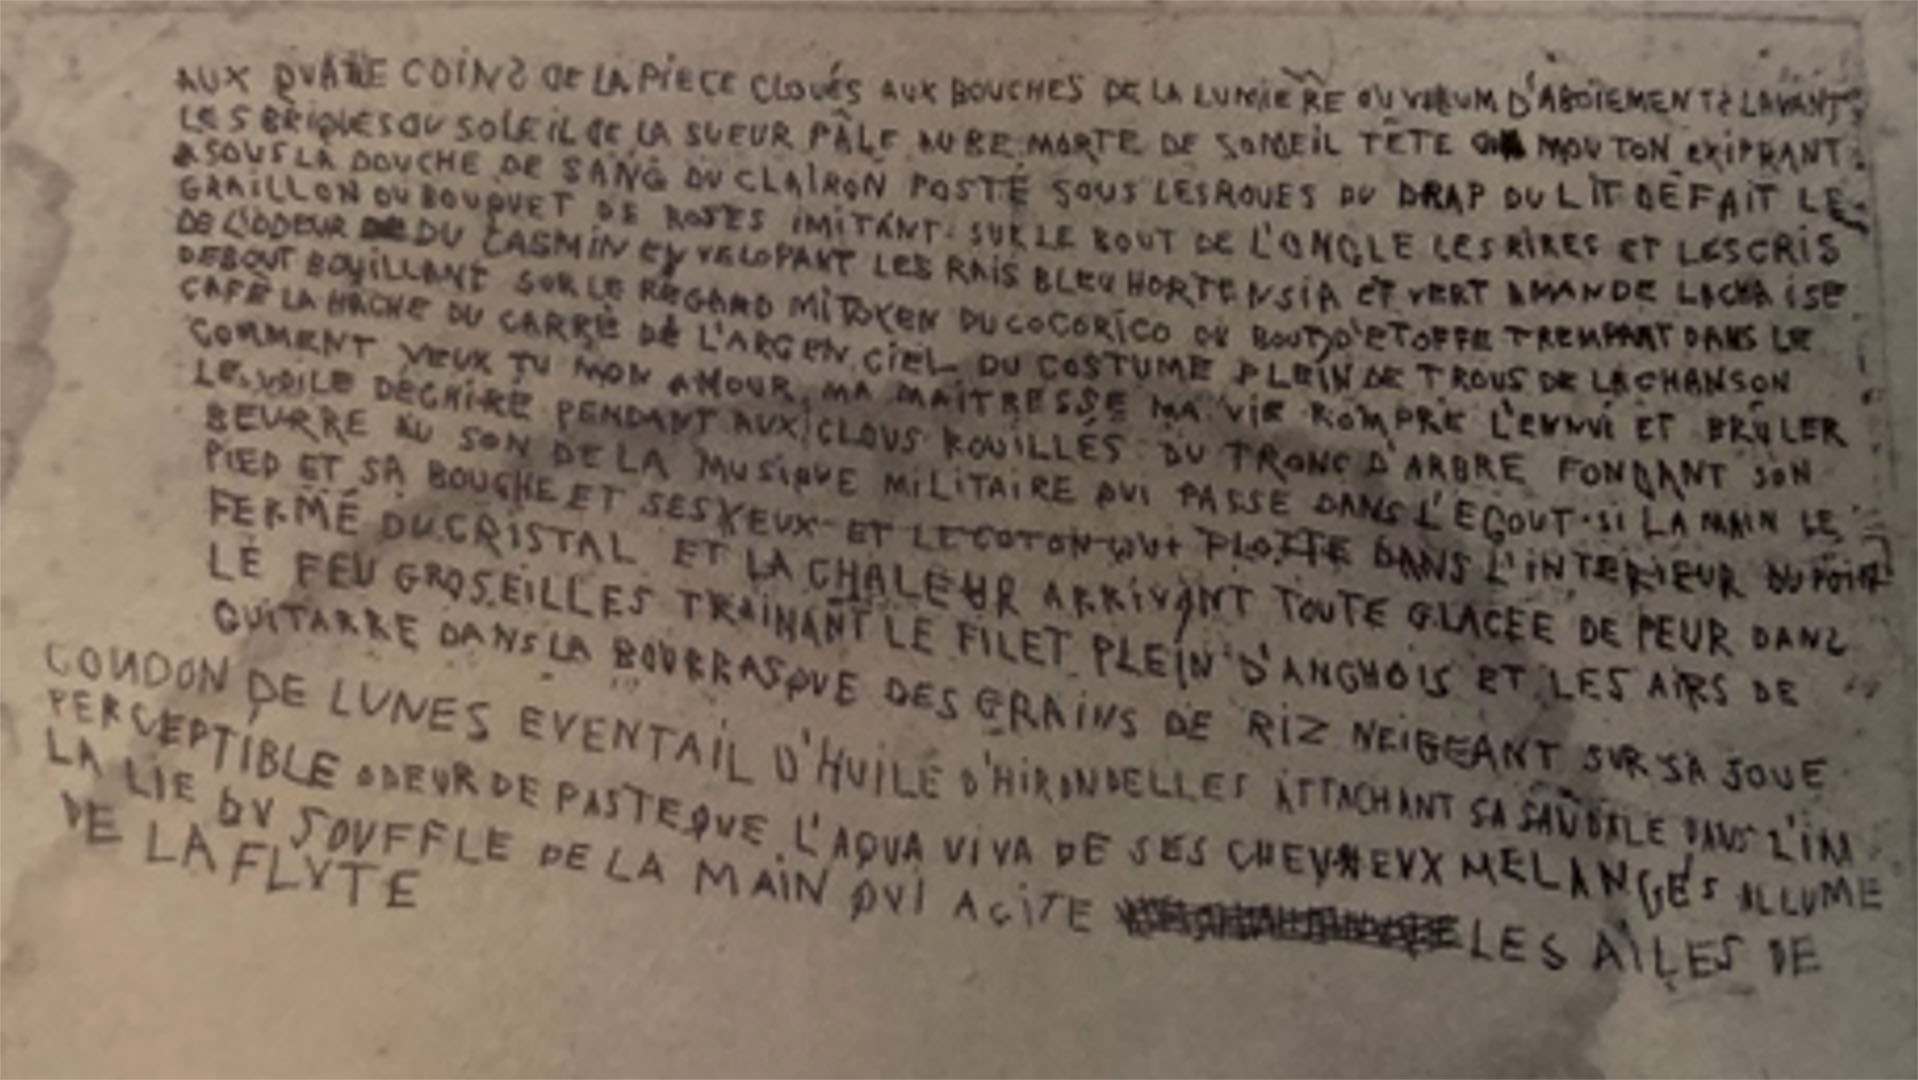 AUX QUATRE COINS DE LA PIECE CLOUÉS AUX BOUCHES DE LA LUMIERE DU D'ABOIEMENTS LAVANT
LES BRIQUES AU SOLEIL DE LA SUEUR PÂLE AUBE MORTE DE SOMEIL TÊTE MOUTON
SOUS LA DOUCHE DE SANG DU CLAIRON POSTÉ SOUS LES ROUES DU DRAP DU LIT DÉFAIT LE
GRAILLON DU BOUQUET DE ROSES IMITANT SUR LE BOUT DE L'ONGLE LES RIRES ET LES CRIS
DE L'ODEUR DU JASMIN ENVELOPANT LES RAIS BLEU HORTENSIA ET VERT AMANDE LA CHAISE
DEBOUT BOUILLANT SUR LE REGARD MITOYEN DU COCORICO DU BOUT D'ETOFFE TREMPANT DANS LE
CAFÉ LA HACHE DU CARRÉ DE L'ARGEN CIEL DU COSTUME PLEIN DE TROUS DE LA CHANSON
COMMENT VEUX TU MON AMOUR, MA MAITRESSE MA VIE ROMPRE L'ENNVI ET BRÛLER
LE VOILE DÉCHIRÉ PENDANT AUX CLOUS ROUILLÉS DU TRONC D'ARBRE FONDANT SON
BEURRE AU SON DE LA MUSIQUE MILITAIRE QUI PASSE DANS L'EGOUT SI LA MAIN LE
PIED ET SA BOUCHE ET SES YEUX ET LE COTON QUI FLOTTE DANS L'INTERIEUR DU POING
FERMÉ DU CRISTAL ET LA CHALEUR ARRIVANT TOUTE GLACÉE DE PEUR DANS
LE FEU GROSEILLES TRAINANT LE FILET PLEIN D'ANCHOIS ET LES AIRS DE
GUITARRE DANS LA BOURRASQUE DES GRAINS DE RIZ NEIGEANT SUR SA JOUE
COUDON DE LUNES EVENTAIL D'HUILE D'HIRONDELLES ATTACHANT SA SANDALE DANS L'IM
PERCEPTIBLE ODEUR DE PASTEQUE L'AQUA VIVA DE SES CHEVEUX MELANGÉS ALLUME
LA LIE DU SOUFFLE DE LA MAIN QUI AGITE LES AILES DE
DE LA FLUTE